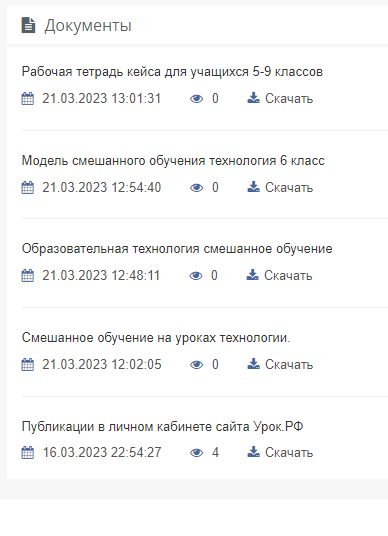 Документы
Рабочая тетрадь кейса для учащихся 5-9 классов
21.03.2023 13:01:31 0 Скачать
Модель смешанного обучения технология 6 класс
21.03.2023 12:54:40 0 Скачать
Образовательная технология смешанное обучение
21.03.2023 12:48:11 0 Скачать
Смешанное обучение на уроках технологии.
21.03.2023 12:02:05 0 Скачать
Публикации в личном кабинете сайта Урок.РФ
16.03.2023 22:54:27 4 Скачать